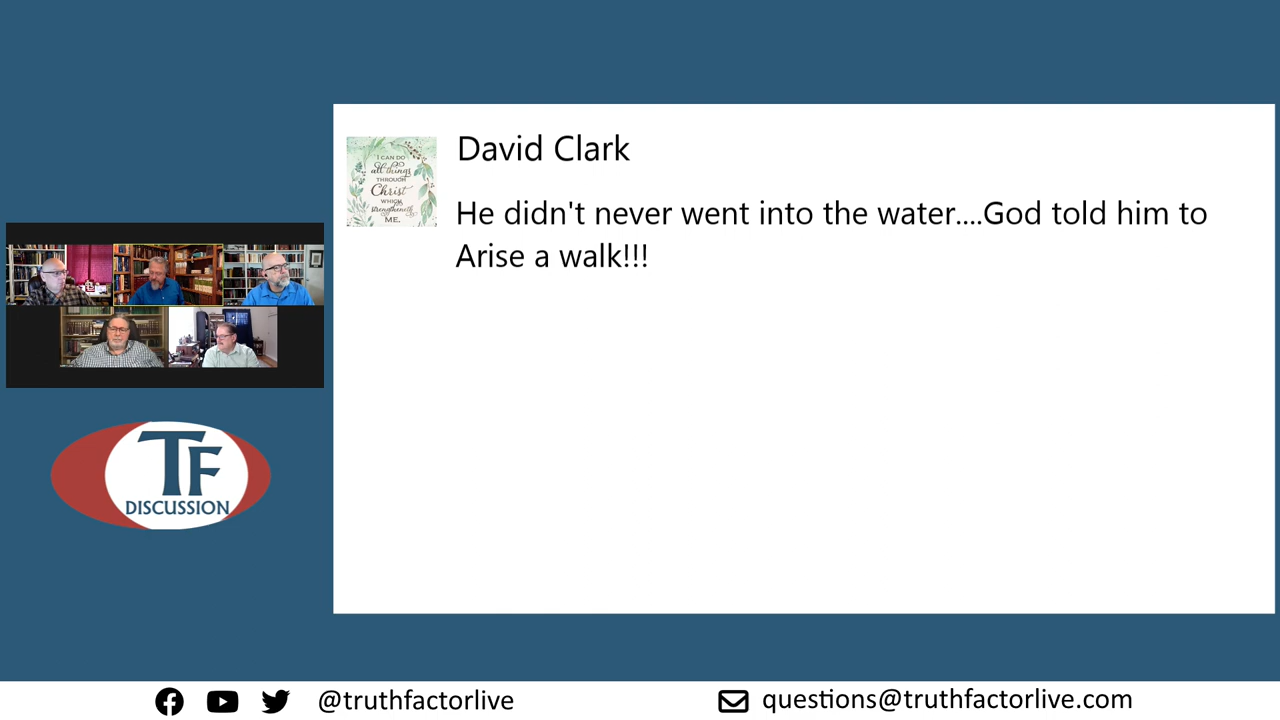 David Clark
He didn't never went into the water....God told him to
Arise a walk!!!
I CAN DO
all things
THROUGH
Christ
WHICH
strengtheneth
ME.
TF
DISCUSSION
@truthfactorlive
questions@truthfactorlive.com